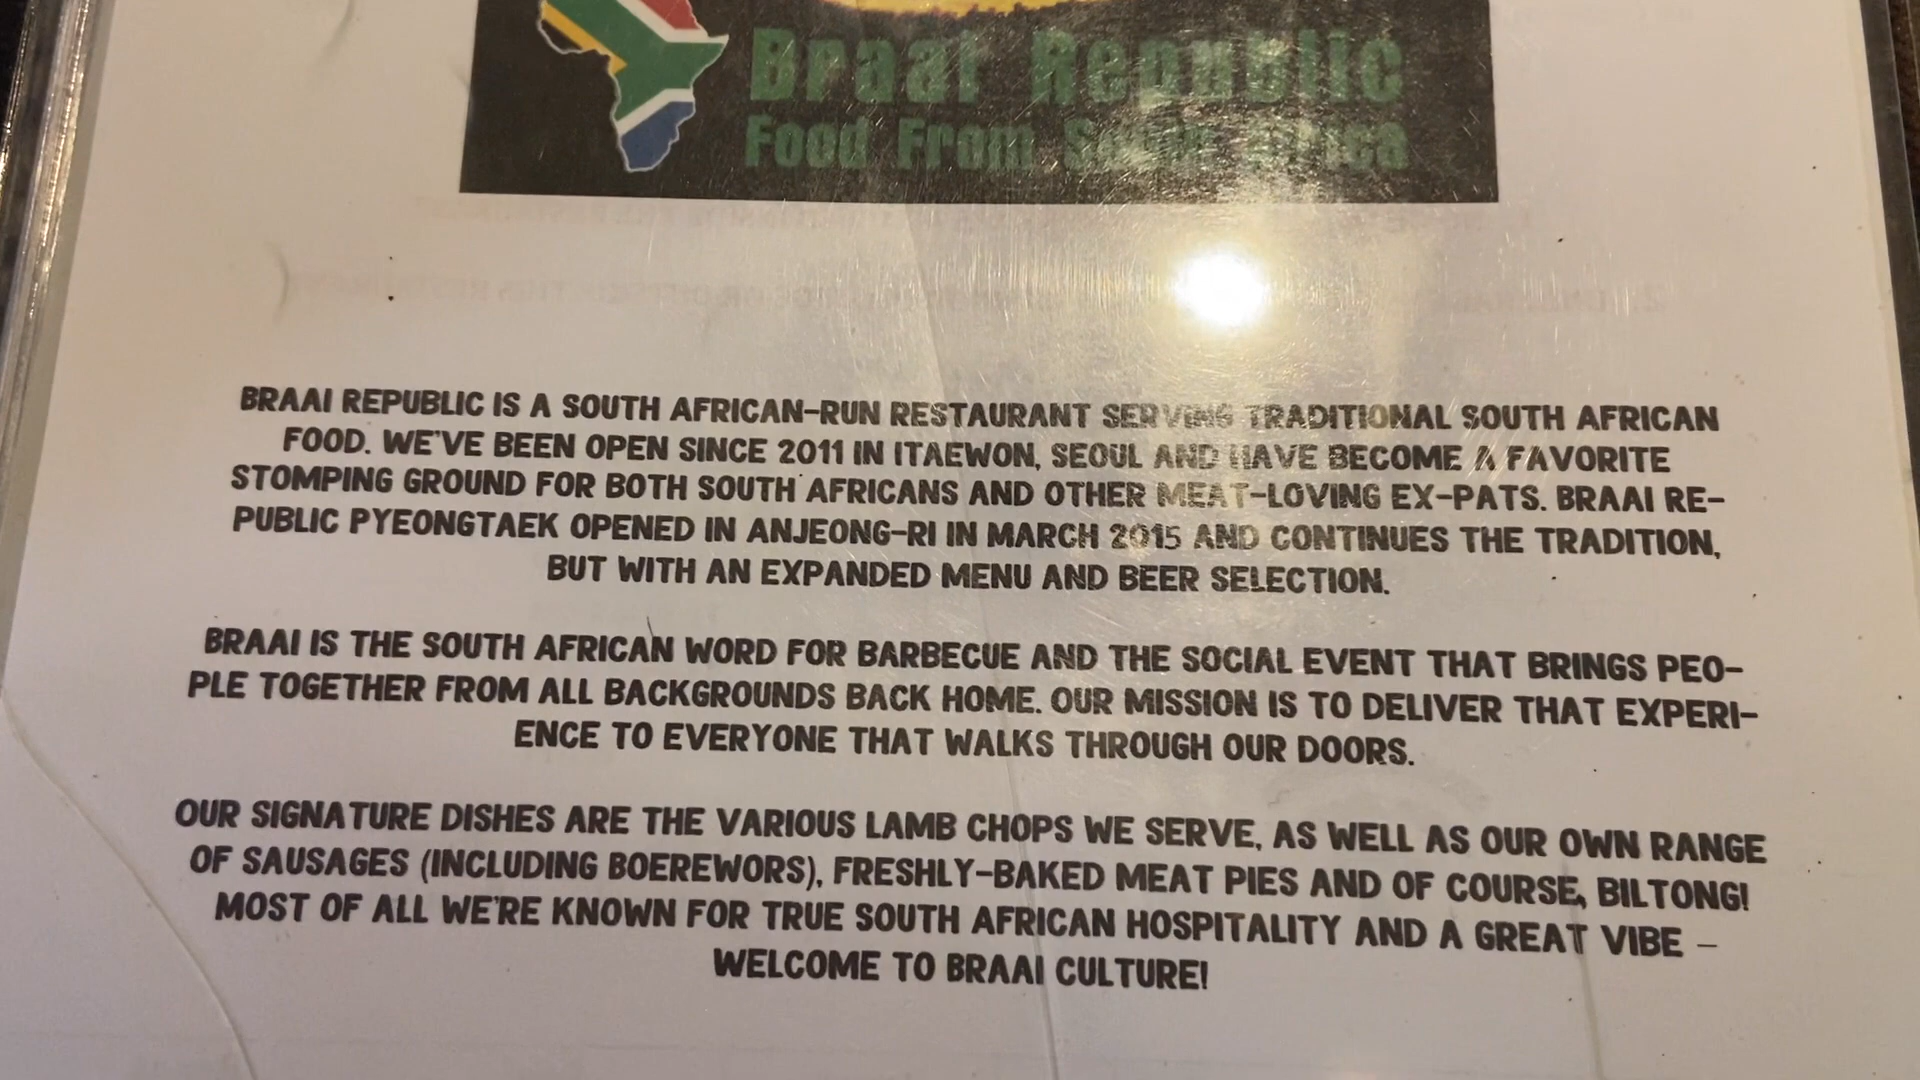 Braai Republic
Food From South Africa
BRAAI REPUBLIC IS A SOUTH AFRICAN-RUN RESTAURANT SERVING TRADITIONAL SOUTH AFRICAN
FOOD. WE'VE BEEN OPEN SINCE 2011 IN ITAEWON, SEOUL AND HAVE BECOME A FAVORITE
STOMPING GROUND FOR BOTH SOUTH AFRICANS AND OTHER MEAT-LOVING EX-PATS. BRAAI RE-
PUBLIC PYEONGTAEK OPENED IN ANJEONG-RI IN MARCH 2015 AND CONTINUES THE TRADITION,
BUT WITH AN EXPANDED MENU AND BEER SELECTION.
BRAAI IS THE SOUTH AFRICAN WORD FOR BARBECUE AND THE SOCIAL EVENT THAT BRINGS PEO-
PLE TOGETHER FROM ALL BACKGROUNDS BACK HOME. OUR MISSION IS TO DELIVER THAT EXPERI-
ENCE TO EVERYONE THAT WALKS THROUGH OUR DOORS.
OUR SIGNATURE DISHES ARE THE VARIOUS LAMB CHOPS WE SERVE, AS WELL AS OUR OWN RANGE
OF SAUSAGES (INCLUDING BOEREWORS), FRESHLY-BAKED MEAT PIES AND OF COURSE, BILTONG!
MOST OF ALL WE'RE KNOWN FOR TRUE SOUTH AFRICAN HOSPITALITY AND A GREAT VIBE –
WELCOME TO BRAAI CULTURE!